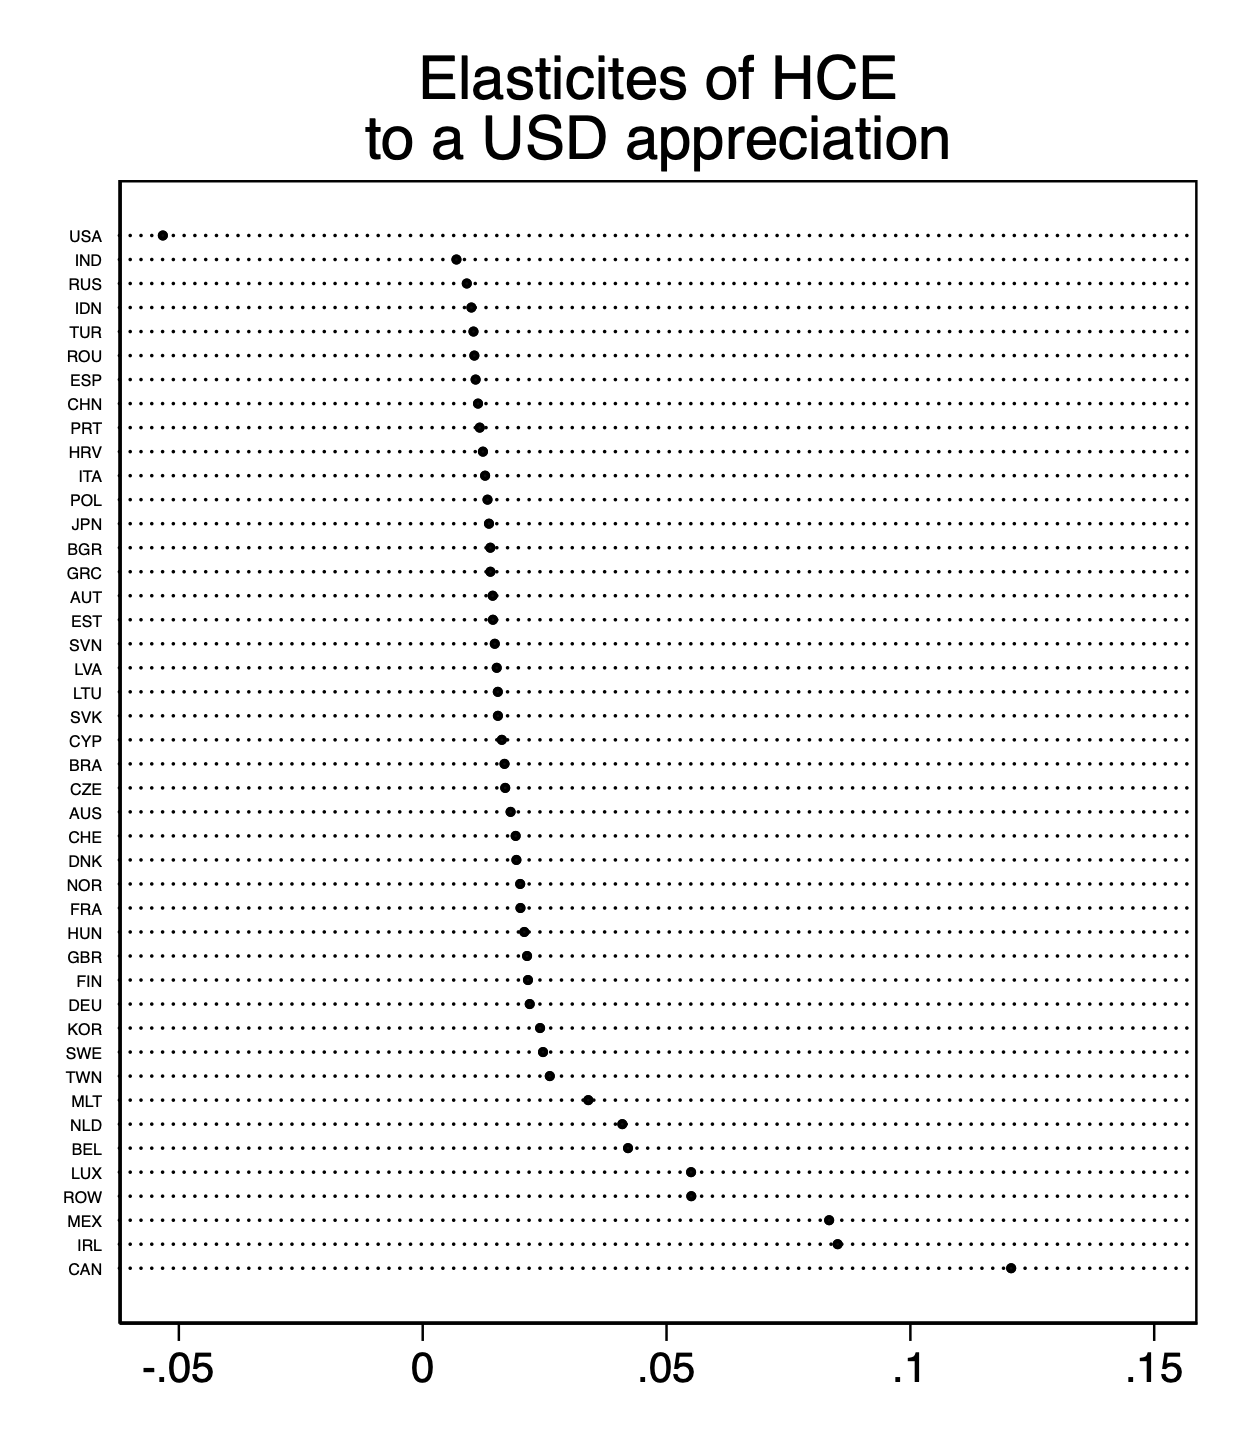 Elasticites of HCE
to a USD appreciation
USA
IND
RUS
IDN
TUR
ROU
ESP
CHN
PRT
HRV
ITA
POL
JPN
BGR
GRC
AUT
EST
SVN
LVA
LTU
SVK
CYP
BRA
CZE
AUS
CHE
DNK
NOR
FRA
HUN
GBR
FIN
DEU
KOR
SWE
TWN
MLT
NLD
BEL
LUX
ROW
MEX
IRL
CAN
-.05 0 .05 .1 .15